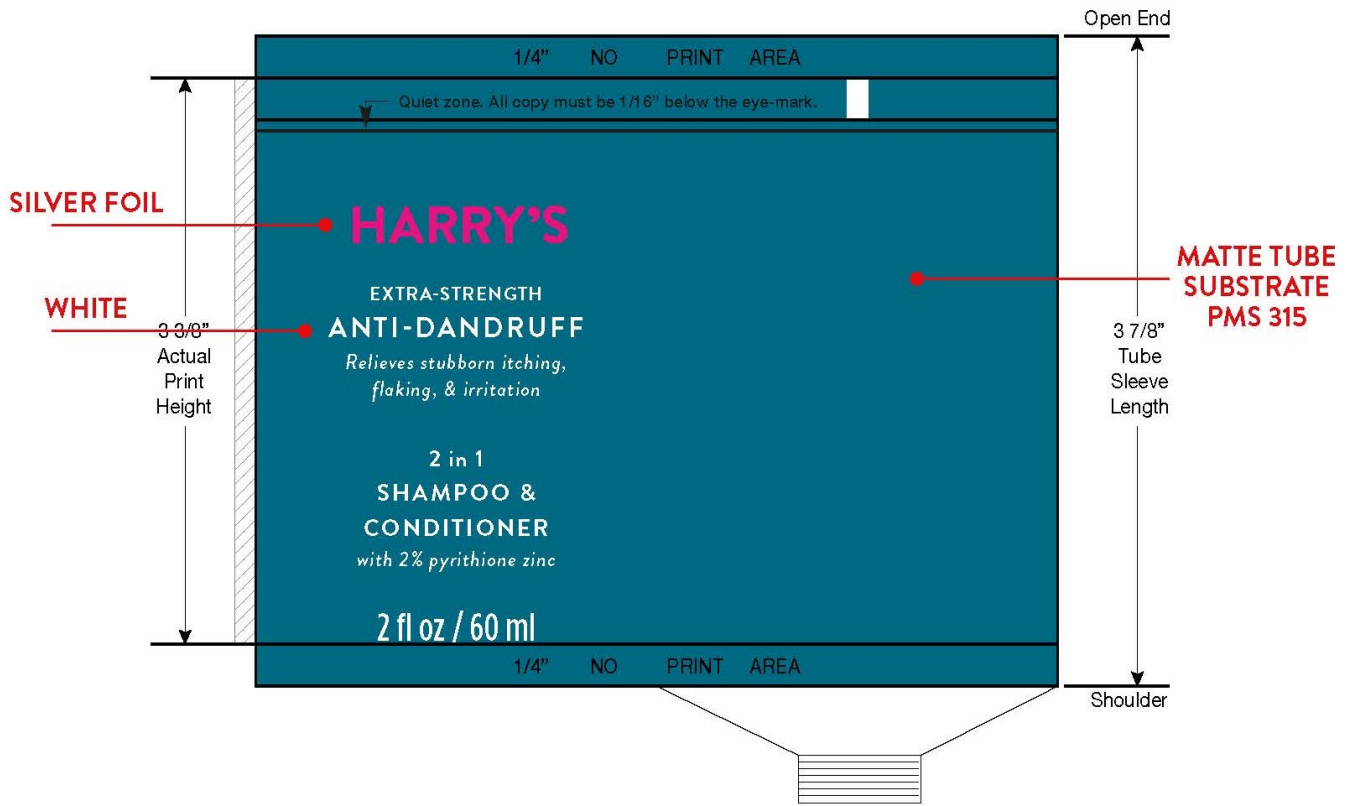 Open End
1/4” NO PRINT AREA
Quiet zone. All copy must be 1/16” below the eye-mark.
SILVER FOIL
HARRY’S
MATTE TUBE
SUBSTRATE
PMS 315
EXTRA-STRENGTH
WHITE
ANTI-DANDRUFF
Relieves stubborn itching,
flaking, & irritation
3 3/8”
Actual
Print
Height
3 7/8”
Tube
Sleeve
Length
2 in 1
SHAMPOO &
CONDITIONER
with 2% pyrithione zinc
2 fl oz / 60 ml
1/4” NO PRINT AREA
Shoulder